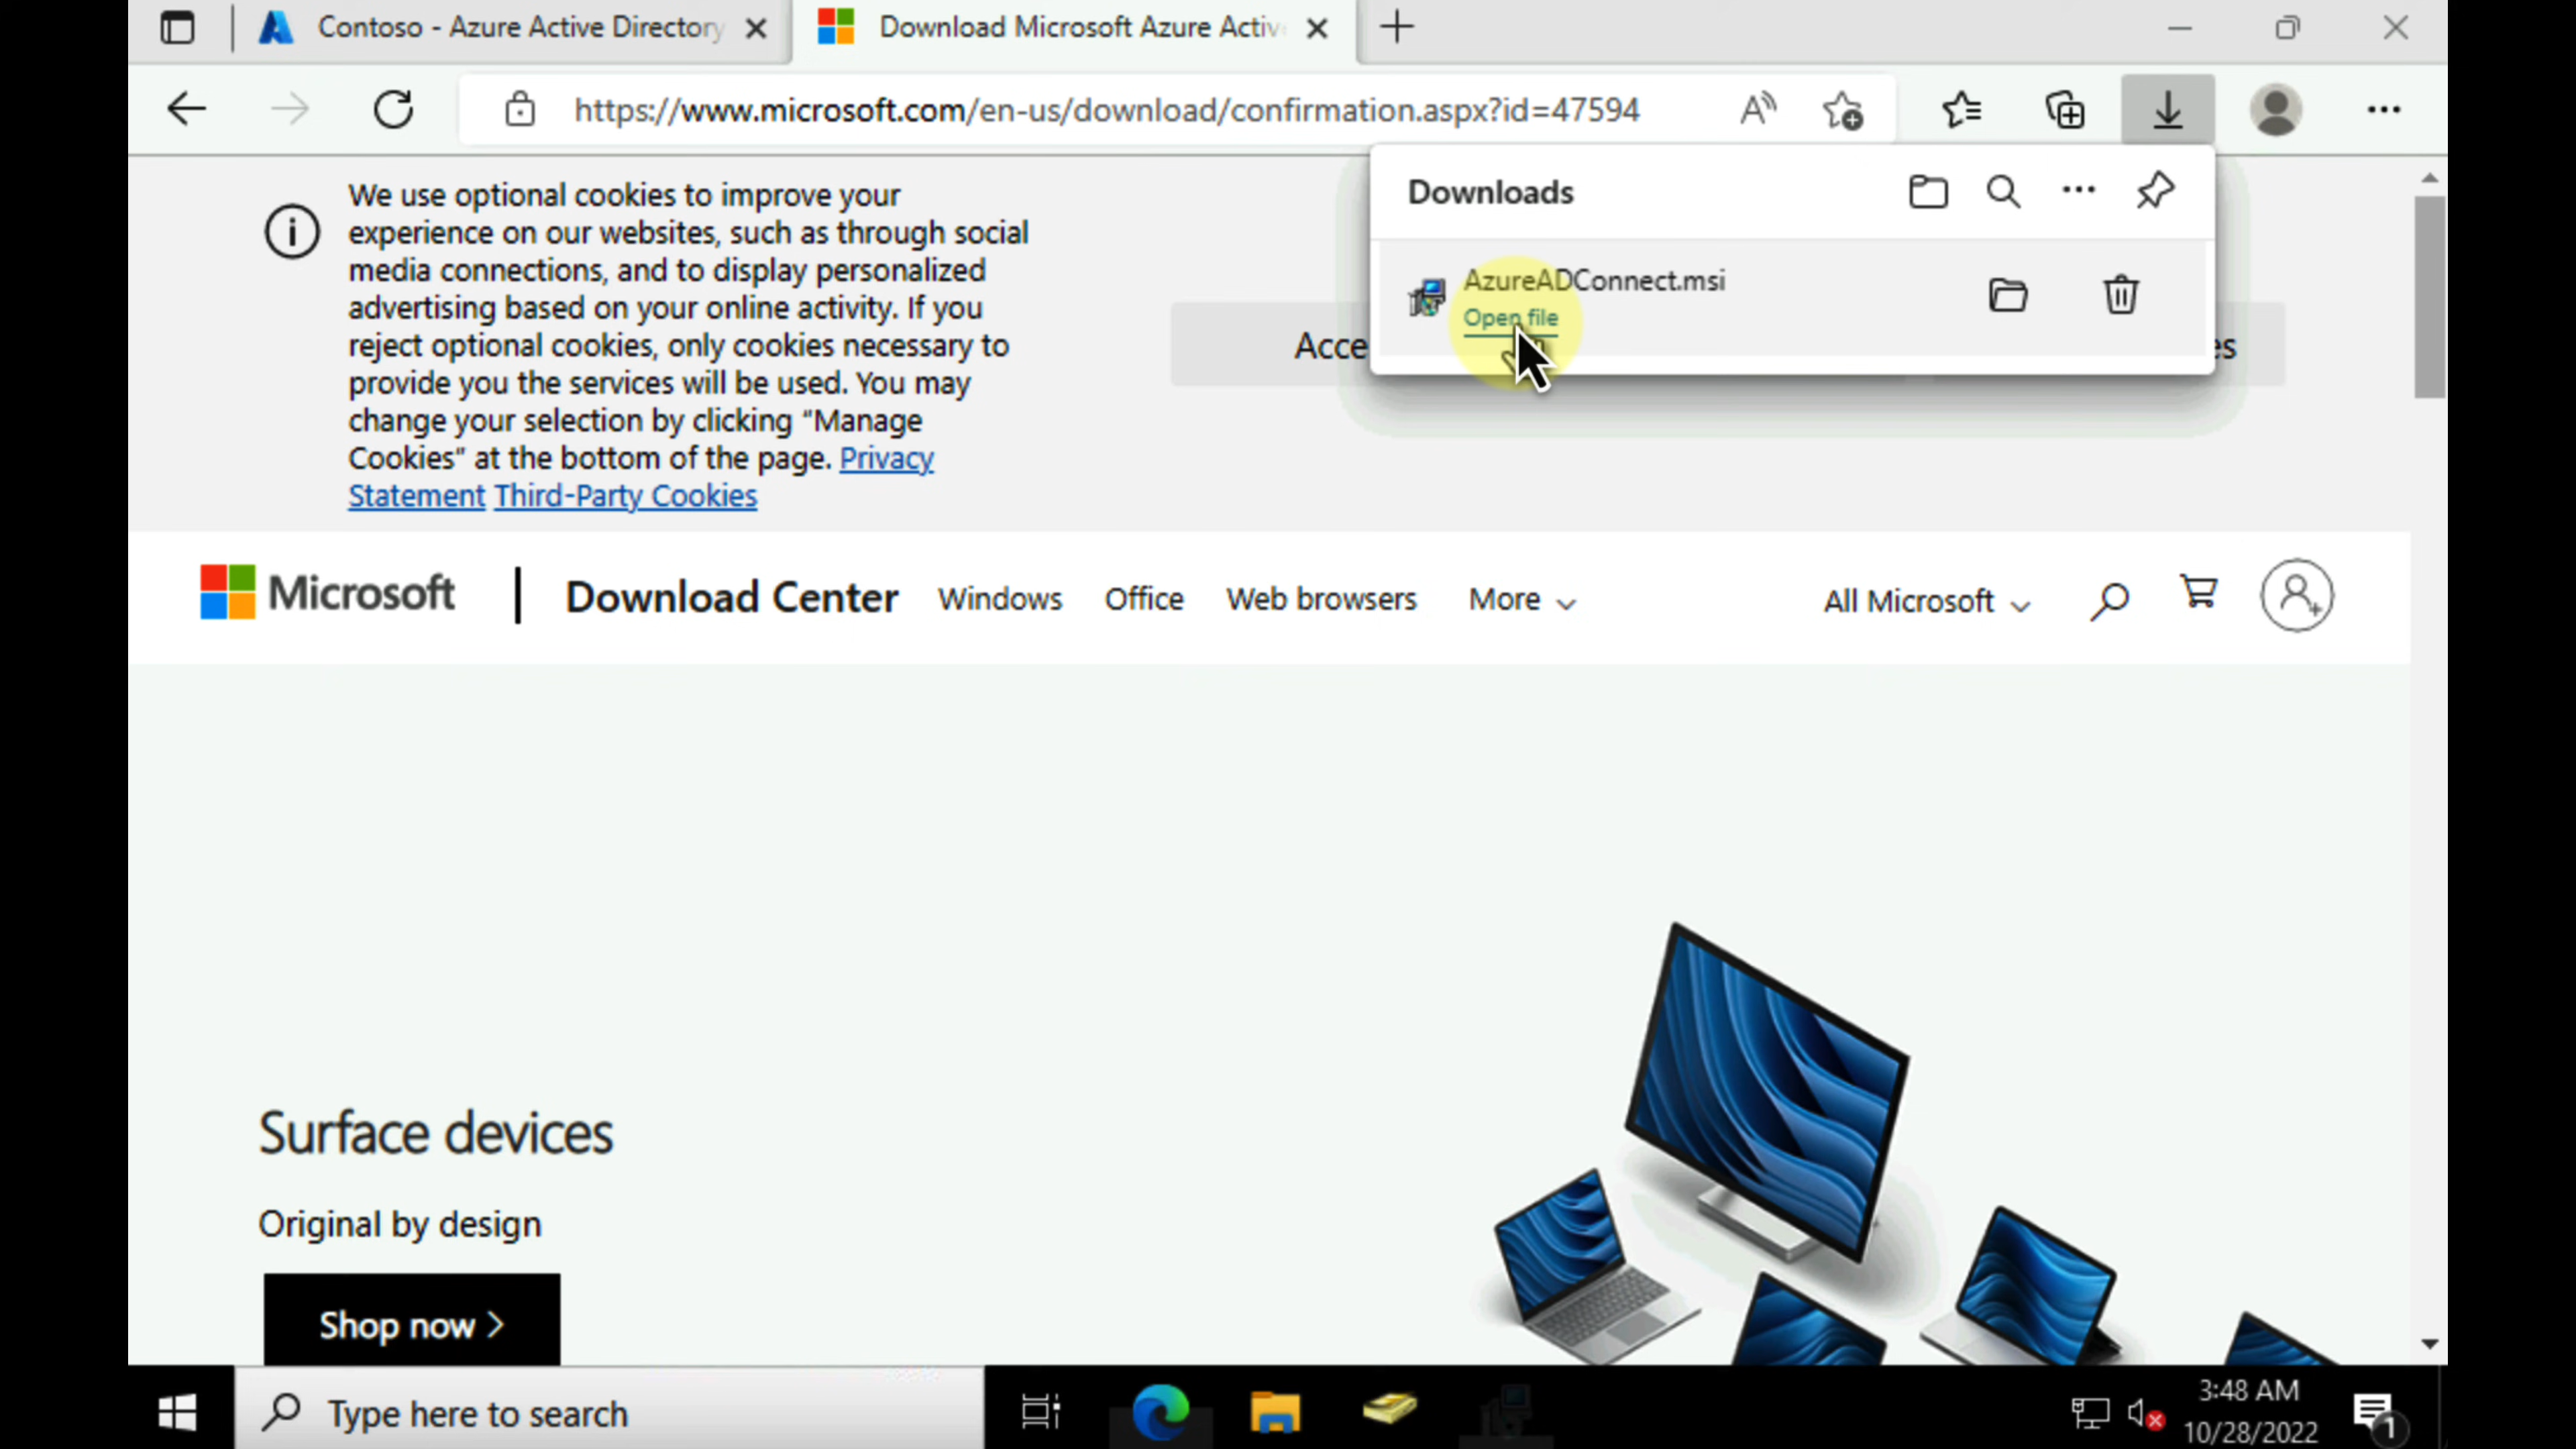 Contoso - Azure Active Directory
Download Microsoft Azure Activ
https://www.microsoft.com/en-us/download/confirmation.aspx?id=47594
Downloads
AzureADConnect.msi
Open file
We use optional cookies to improve your
experience on our websites, such as through social
media connections, and to display personalized
advertising based on your online activity. If you
reject optional cookies, only cookies necessary to
provide you the services will be used. You may
change your selection by clicking "Manage
Cookies" at the bottom of the page. Privacy
Statement Third-Party Cookies
Acce
es
Microsoft
Download Center Windows Office Web browsers More
All Microsoft
Surface devices
Original by design
Shop now >
Type here to search
3:48 AM
10/28/2022
1